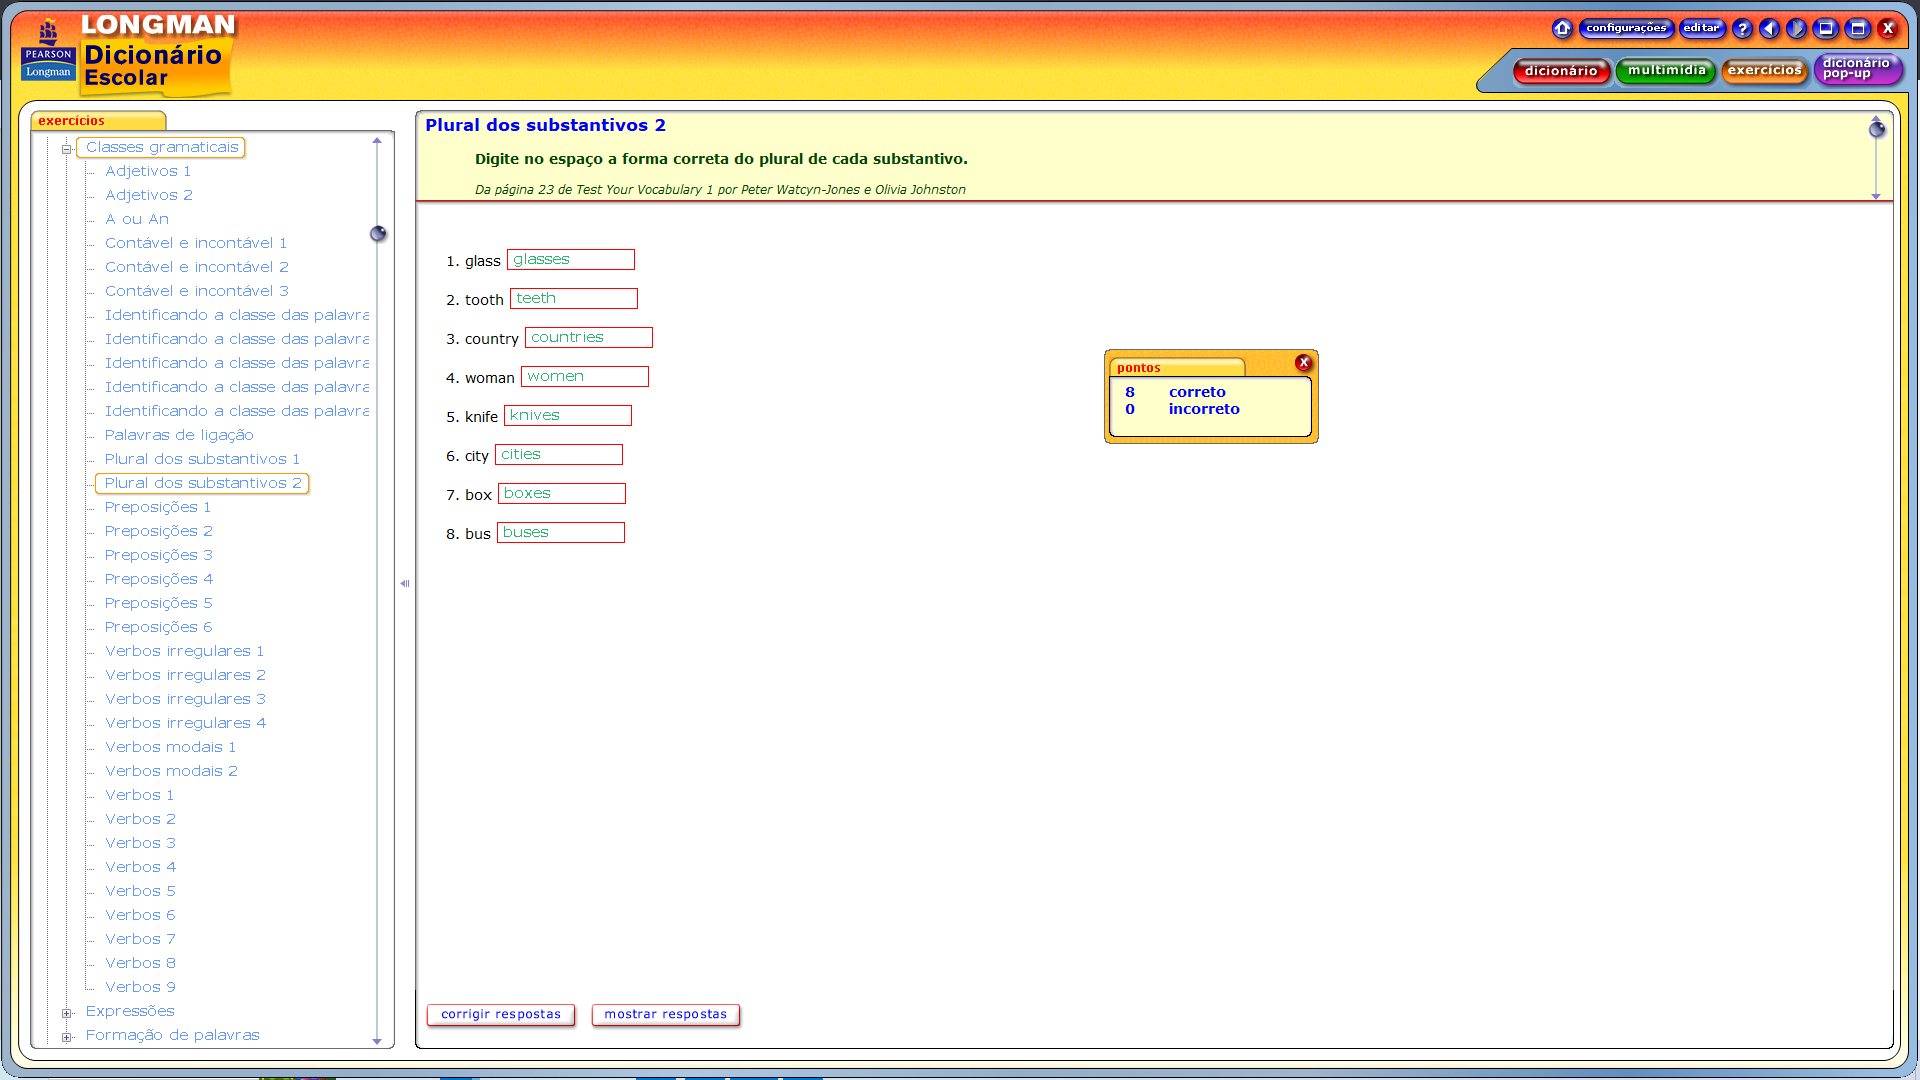 LONGMAN
Dicionário
Escolar
PEARSON
Longman
configurações
editar
?
X
dicionário
multimídia
exercícios
dicionário
pop-up
exercícios
Classes gramaticais
Adjetivos 1
Adjetivos 2
A ou An
Contável e incontável 1
Contável e incontável 2
Contável e incontável 3
Identificando a classe das palavra
Identificando a classe das palavra
Identificando a classe das palavra
Identificando a classe das palavra
Identificando a classe das palavra
Palavras de ligação
Plural dos substantivos 1
Plural dos substantivos 2
Preposições 1
Preposições 2
Preposições 3
Preposições 4
Preposições 5
Preposições 6
Verbos irregulares 1
Verbos irregulares 2
Verbos irregulares 3
Verbos irregulares 4
Verbos modais 1
Verbos modais 2
Verbos 1
Verbos 2
Verbos 3
Verbos 4
Verbos 5
Verbos 6
Verbos 7
Verbos 8
Verbos 9
Expressões
Formação de palavras
Plural dos substantivos 2
Digite no espaço a forma correta do plural de cada substantivo.
Da página 23 de Test Your Vocabulary 1 por Peter Watcyn-Jones e Olivia Johnston
1. glass glasses
2. tooth teeth
3. country countries
4. woman women
5. knife knives
6. city cities
7. box boxes
8. bus buses
pontos
X
8 correto
0 incorreto
corrigir respostas
mostrar respostas